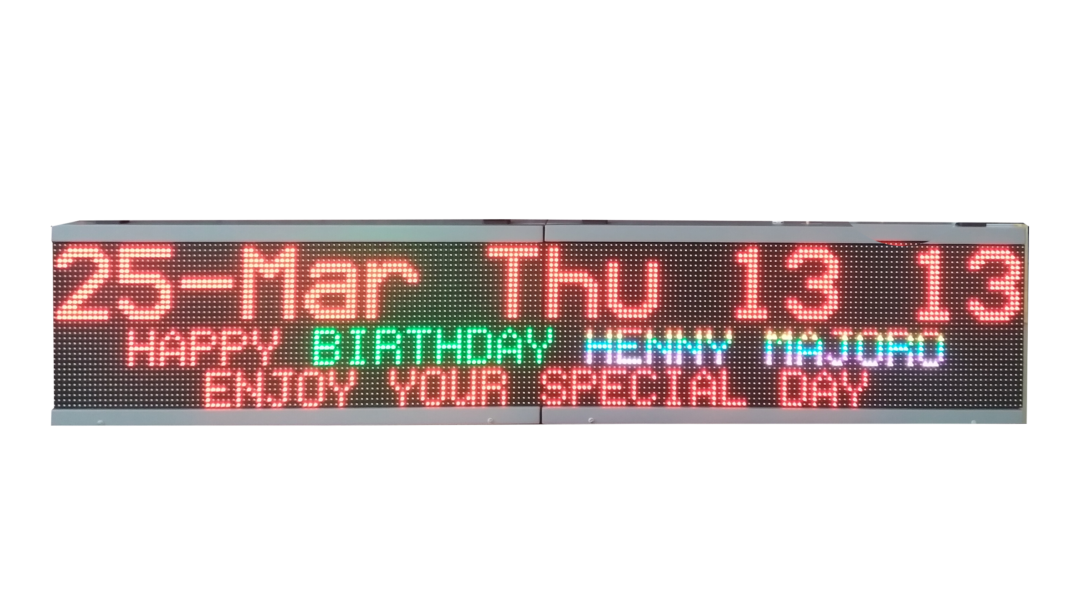 25-Mar Thu 13 13
HAPPY BIRTHDAY HENNY MAJORO
ENJOY YOUR SPECIAL DAY